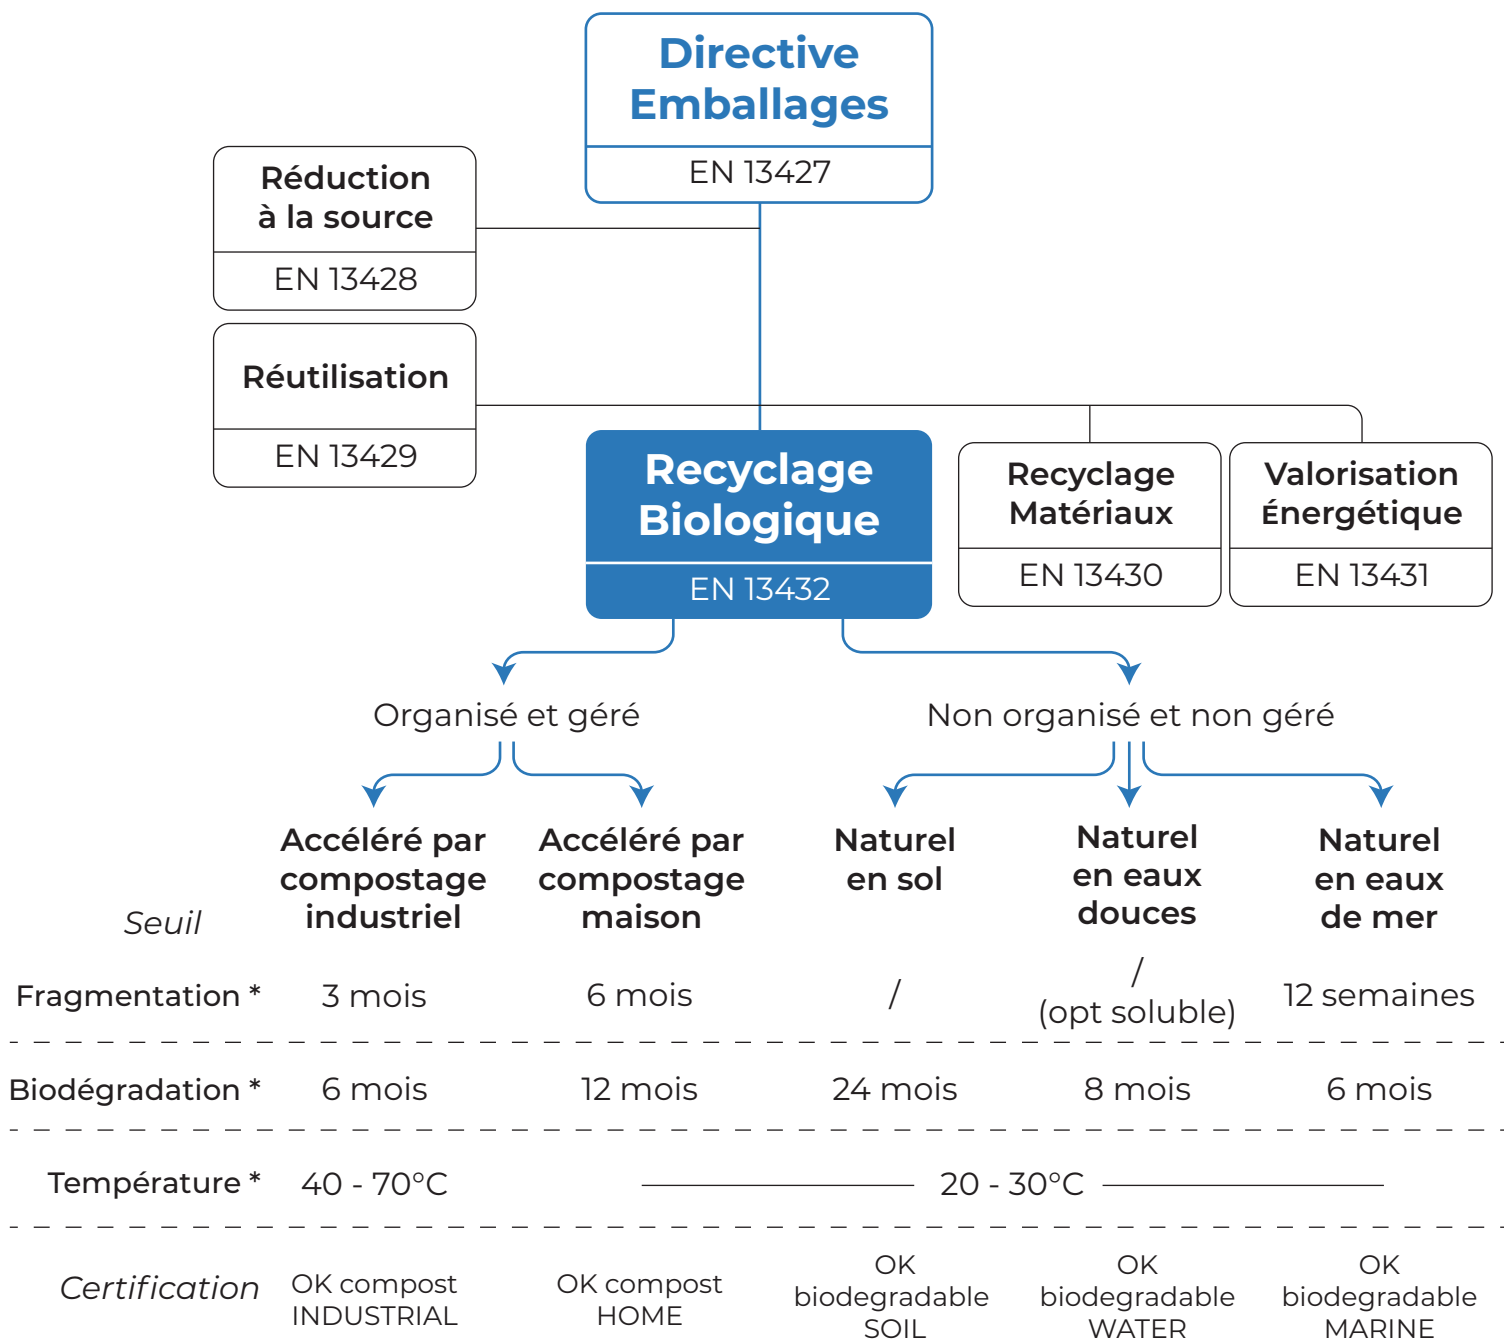 Directive
Emballages
EN 13427
Réduction
à la source
EN 13428
Réutilisation
EN 13429
Recyclage
Biologique
EN 13432
Recyclage
Matériaux
EN 13430
Valorisation
Énergétique
EN 13431
Organisé et géré
Non organisé et non géré
Seuil
Accéléré par
compostage
industriel
Accéléré par
compostage
maison
Naturel
en sol
Naturel
en eaux
douces
Naturel
en eaux
de mer
Fragmentation *
3 mois
6 mois
/
/
(opt soluble)
12 semaines
Biodégradation *
6 mois
12 mois
24 mois
8 mois
6 mois
Température *
40 - 70°C
20 - 30°C
Certification
OK compost
INDUSTRIAL
OK compost
HOME
OK
biodegradable
SOIL
OK
biodegradable
WATER
OK
biodegradable
MARINE